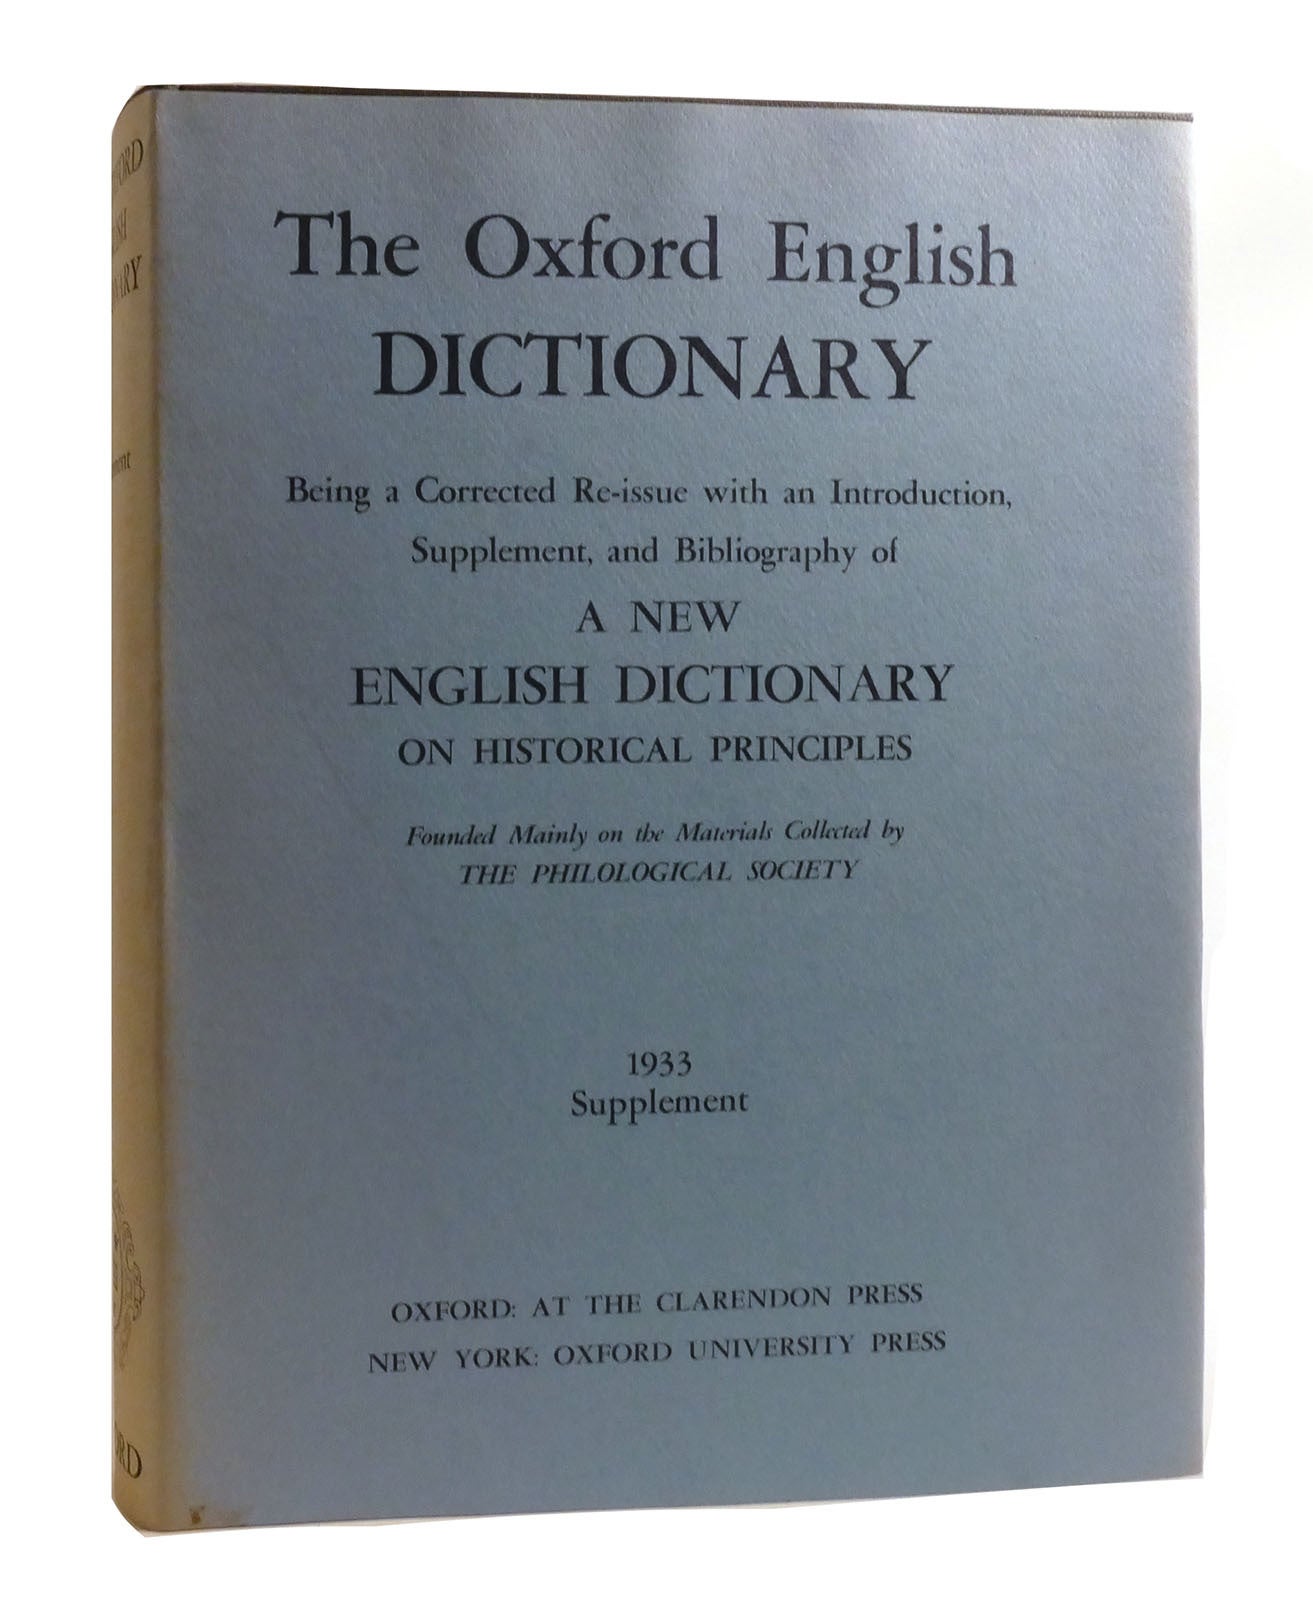 The Oxford English
DICTIONARY
Being a Corrected Re-issue with an Introduction,
Supplement, and Bibliography of
A NEW
ENGLISH DICTIONARY
ON HISTORICAL PRINCIPLES
Founded Mainly on the Materials Collected by
THE PHILOLOGICAL SOCIETY
1933
Supplement
OXFORD: AT THE CLARENDON PRESS
NEW YORK: OXFORD UNIVERSITY PRESS